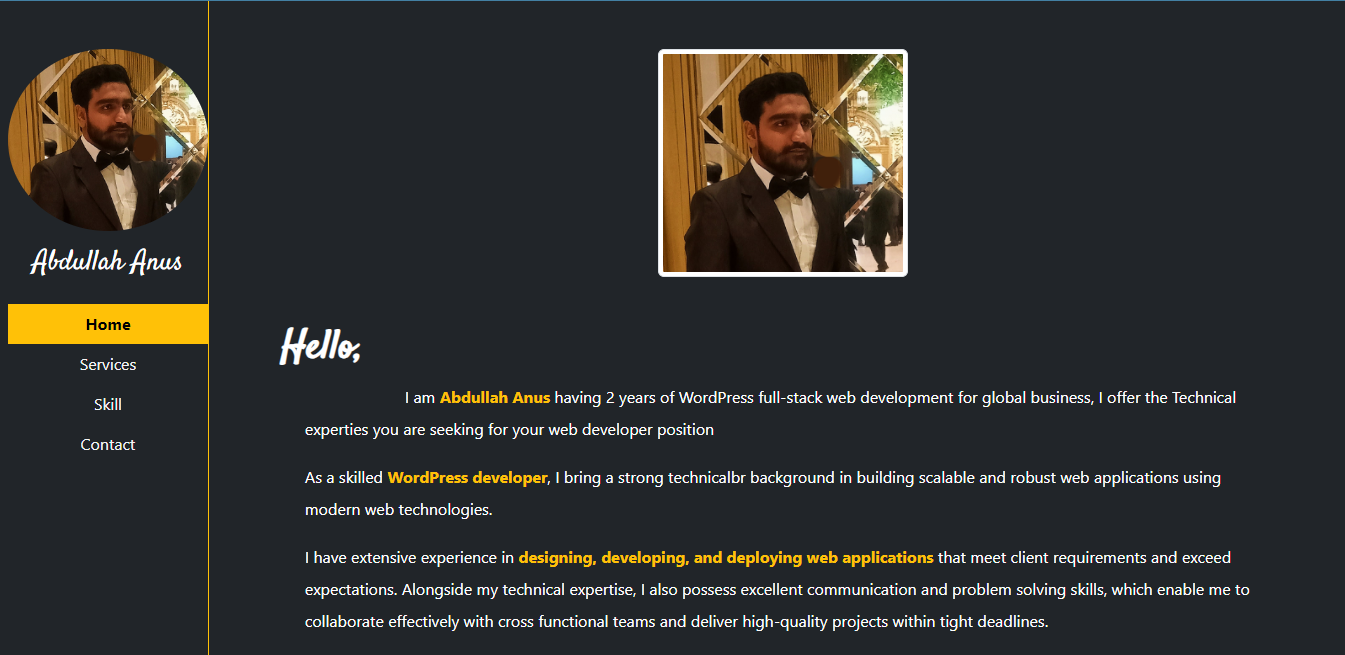 Abdullah Anus
Home
Services
Skill
Contact
Hello,
I am Abdullah Anus having 2 years of WordPress full-stack web development for global business, I offer the Technical
experties you are seeking for your web developer position
As a skilled WordPress developer, I bring a strong technicalbr background in building scalable and robust web applications using
modern web technologies.
I have extensive experience in designing, developing, and deploying web applications that meet client requirements and exceed
expectations. Alongside my technical expertise, I also possess excellent communication and problem solving skills, which enable me to
collaborate effectively with cross functional teams and deliver high-quality projects within tight deadlines.